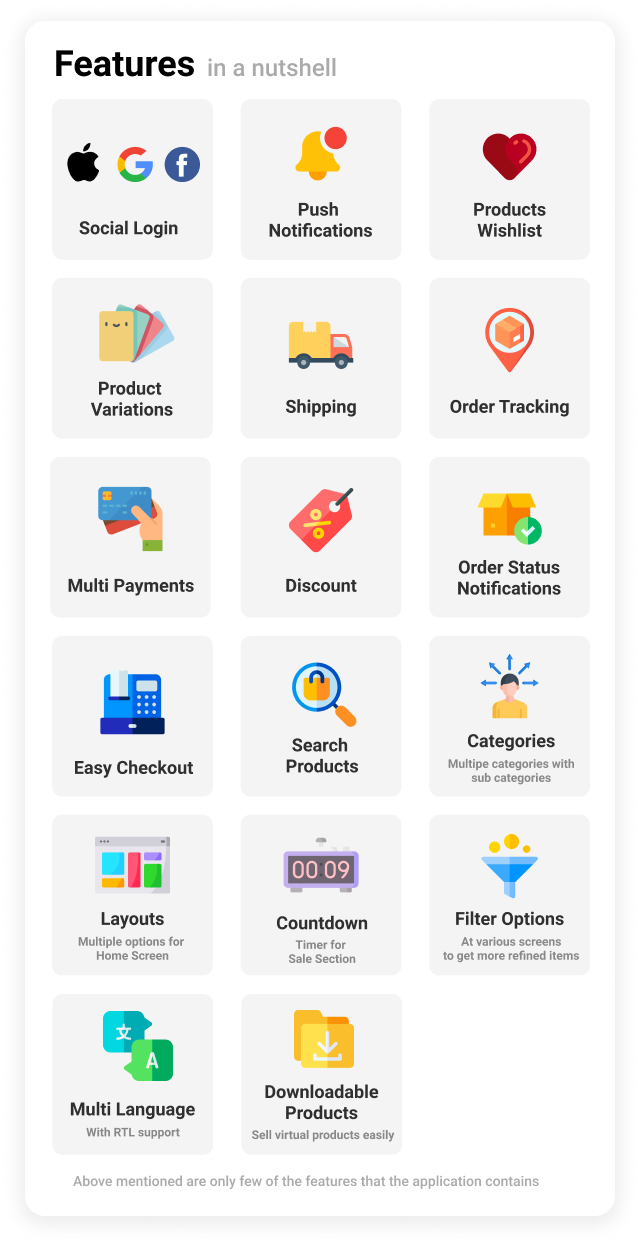 Features in a nutshell
Social Login
Push
Notifications
Products
Wishlist
Product
Variations
Shipping
Order Tracking
Multi Payments
Discount
Order Status
Notifications
Easy Checkout
Search
Products
Categories
Multipe categories with
sub categories
Layouts
Multiple options for
Home Screen
00:09
Countdown
Timer for
Sale Section
Filter Options
At various screens
to get more refined items
文
A
Multi Language
With RTL support
Downloadable
Products
Sell virtual products easily
Above mentioned are only few of the features that the application contains